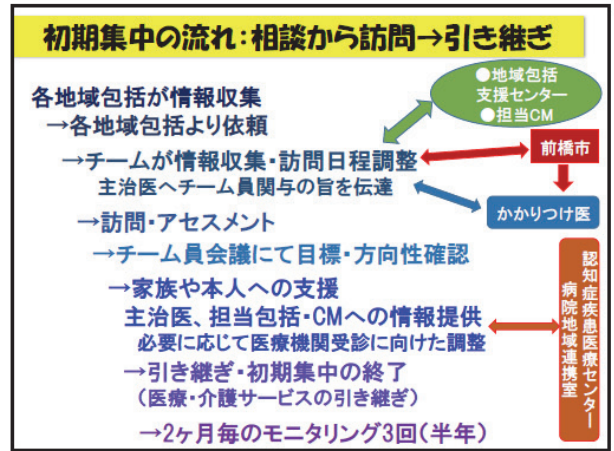 初期集中の流れ：相談から訪問→引き継ぎ
各地域包括が情報収集
→各地域包括より依頼
→チームが情報収集・訪問日程調整
主治医へチーム員関与の旨を伝達
→訪問・アセスメント
→チーム員会議にて目標・方向性確認
→家族や本人への支援
主治医、担当包括・CMへの情報提供
必要に応じて医療機関受診に向けた調整
→引き継ぎ・初期集中の終了
（医療・介護サービスの引き継ぎ）
→2ヶ月毎のモニタリング3回（半年）
●地域包括
支援センター
●担当CM
前橋市
かかりつけ医
認知症疾患医療センター
病院地域連携室